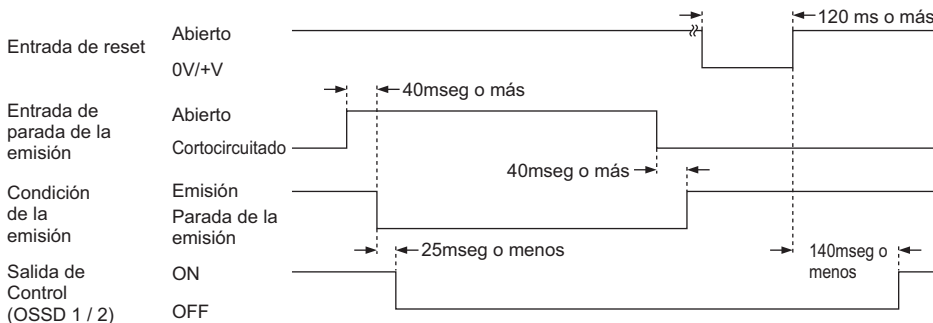 120 ms o más
Entrada de reset
Abierto
0V/+V
40mseg o más
Entrada de
parada de la
emisión
Abierto
Cortocircuitado
40mseg o más
Condición
de la
emisión
Emisión
Parada de la
emisión
25mseg o menos
140mseg o
menos
Salida de
Control
(OSSD 1 / 2)
ON
OFF